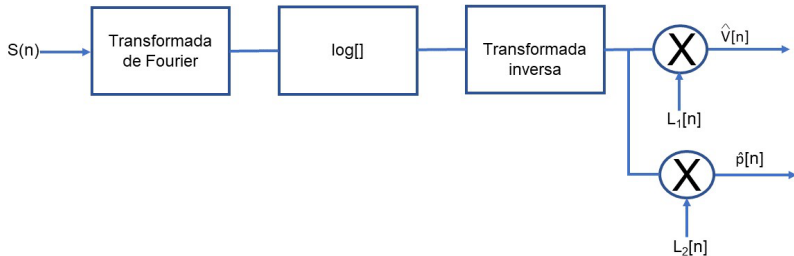 S(n)
Transformada
de Fourier
log[]
Transformada
inversa
X
V̂[n]
L₁[n]
X
p̂[n]
L₂[n]